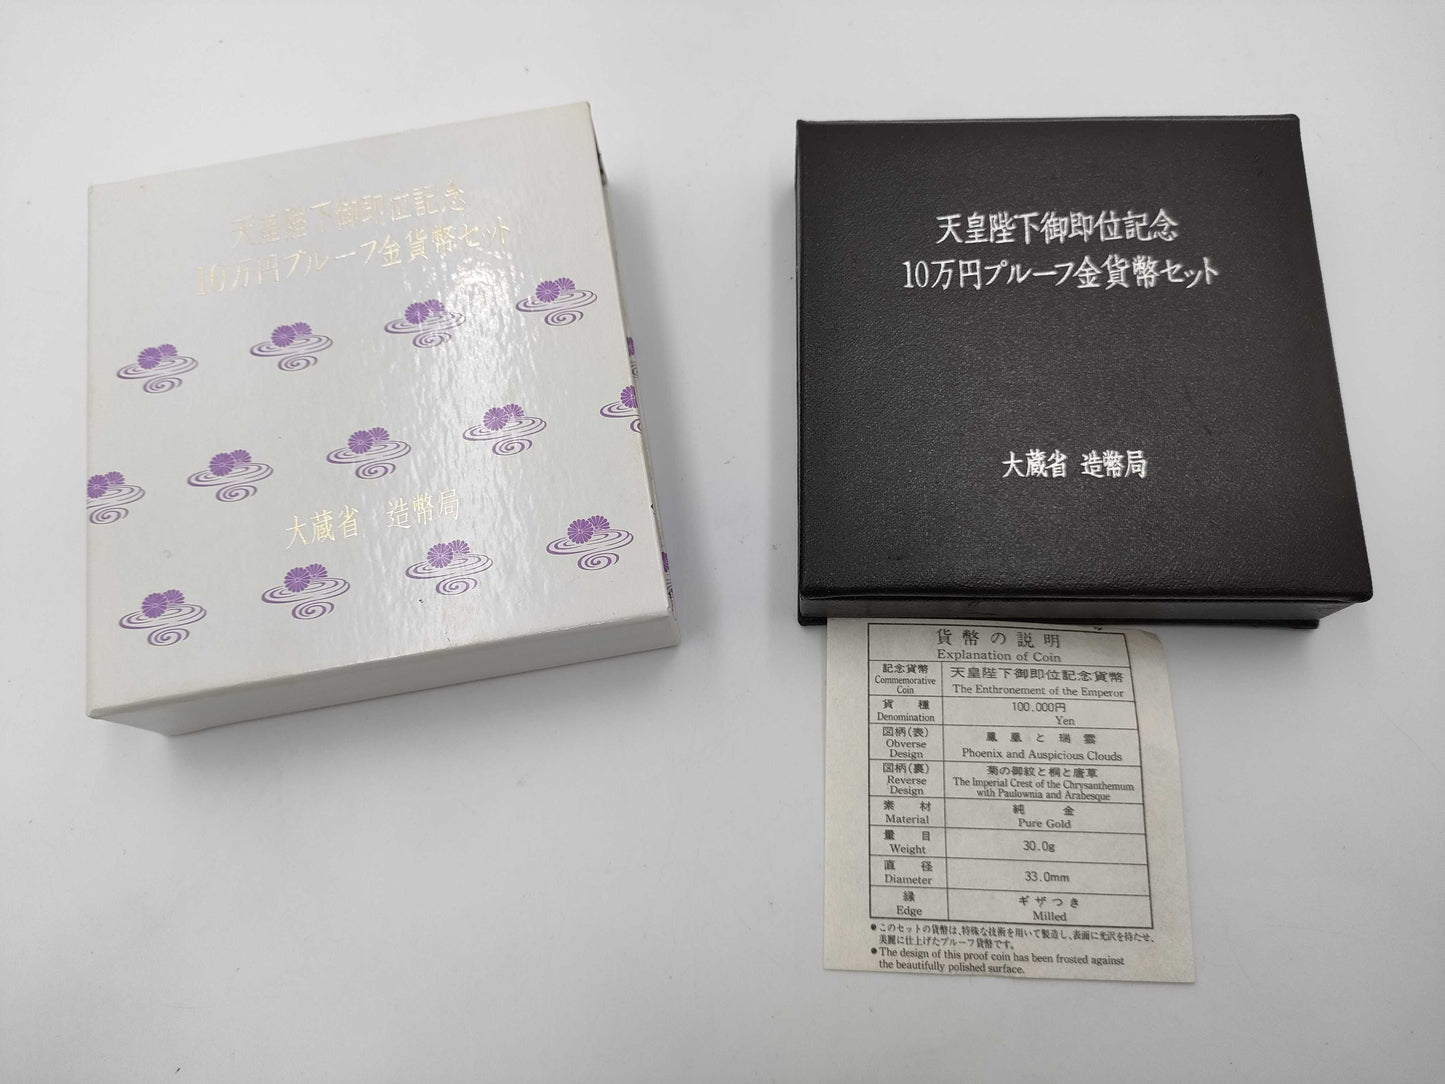 天皇陛下御即位記念
10万円プルーフ金貨幣セット
大蔵省 造幣局
天皇陛下御即位記念
10万円プルーフ金貨幣セット
大蔵省 造幣局
貨幣の説明
Explanation of Coin
記念貨幣
Commemorative
Coin
天皇陛下御即位記念貨幣
The Enthronement of the Emperor
貨種
Denomination
100,000円
Yen
図柄(表)
Obverse
Design
鳳凰と瑞雲
Phoenix and Auspicious Clouds
図柄(裏)
Reverse
Design
菊の御紋と桐と唐草
The Imperial Crest of the Chrysanthemum
with Paulownia and Arabesque
素材
Material
純金
Pure Gold
量目
Weight
30.0g
直径
Diameter
33.0mm
縁
Edge
ギザつき
Milled
●このセットの貨幣は、特殊な技術を用いて製造し、表面に光沢を持たせ、
美麗に仕上げたプルーフ貨幣です。
●The design of this proof coin has been frosted against
the beautifully polished surface.